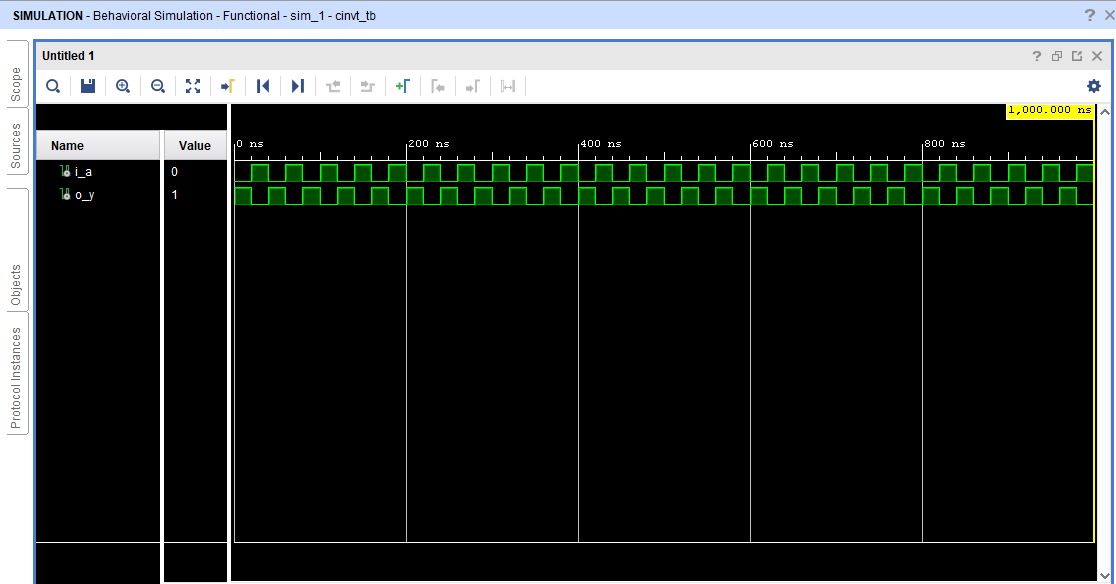 SIMULATION - Behavioral Simulation - Functional - sim_1 - cinvt_tb
Untitled 1
Scope
Sources
Objects
Protocol Instances
1,000.000 ns
Name Value
0 ns 200 ns 400 ns 600 ns 800 ns
i_a 0
o_y 1